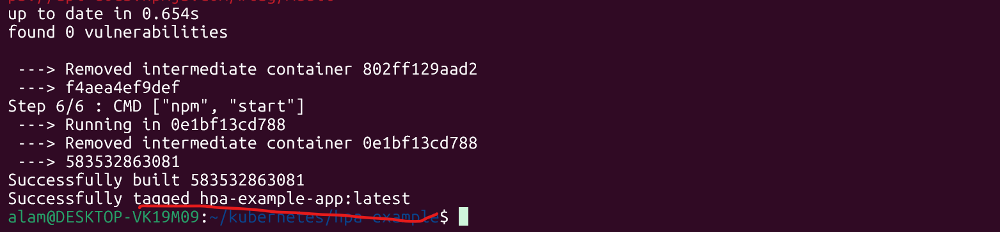 up to date in 0.654s
found 0 vulnerabilities
---> Removed intermediate container 802ff129aad2
---> f4aea4ef9def
Step 6/6 : CMD ["npm", "start"]
---> Running in 0e1bf13cd788
---> Removed intermediate container 0e1bf13cd788
---> 583532863081
Successfully built 583532863081
Successfully tagged hpa-example-app:latest
alam@DESKTOP-VK19M09:~/kubernetes/hpa-example$